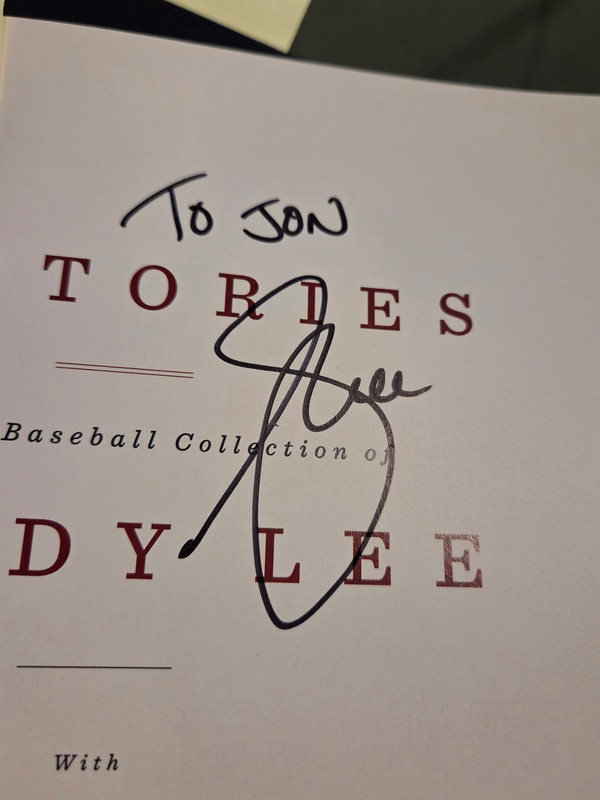 TO JON
TORIES
Baseball Collection of
DY LEE
With